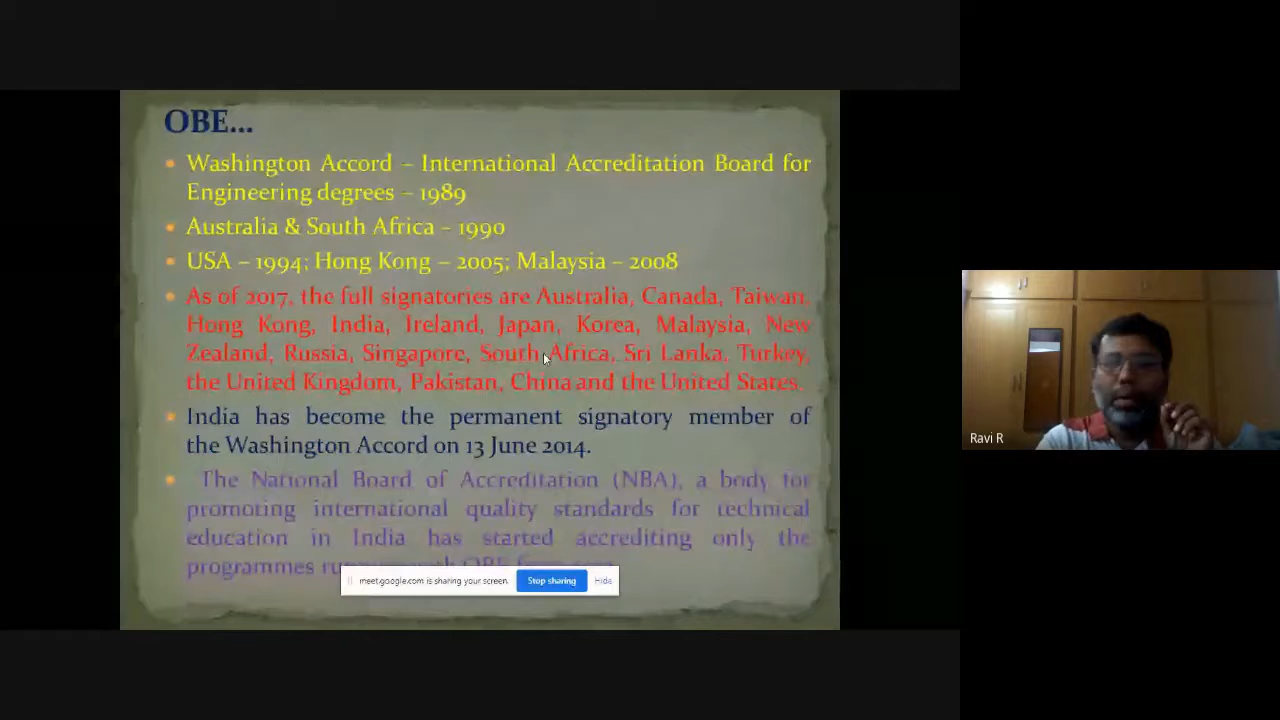 OBE...
Washington Accord – International Accreditation Board for
Engineering degrees – 1989
Australia & South Africa – 1990
USA – 1994; Hong Kong – 2005; Malaysia – 2008
As of 2017, the full signatories are Australia, Canada, Taiwan,
Hong Kong, India, Ireland, Japan, Korea, Malaysia, New
Zealand, Russia, Singapore, South Africa, Sri Lanka, Turkey,
the United Kingdom, Pakistan, China and the United States.
India has become the permanent signatory member of
the Washington Accord on 13 June 2014.
The National Board of Accreditation (NBA), a body for
promoting international quality standards for technical
education in India has started accrediting only the
programmes
meet.google.com is sharing your screen. Stop sharing Hide
Ravi R